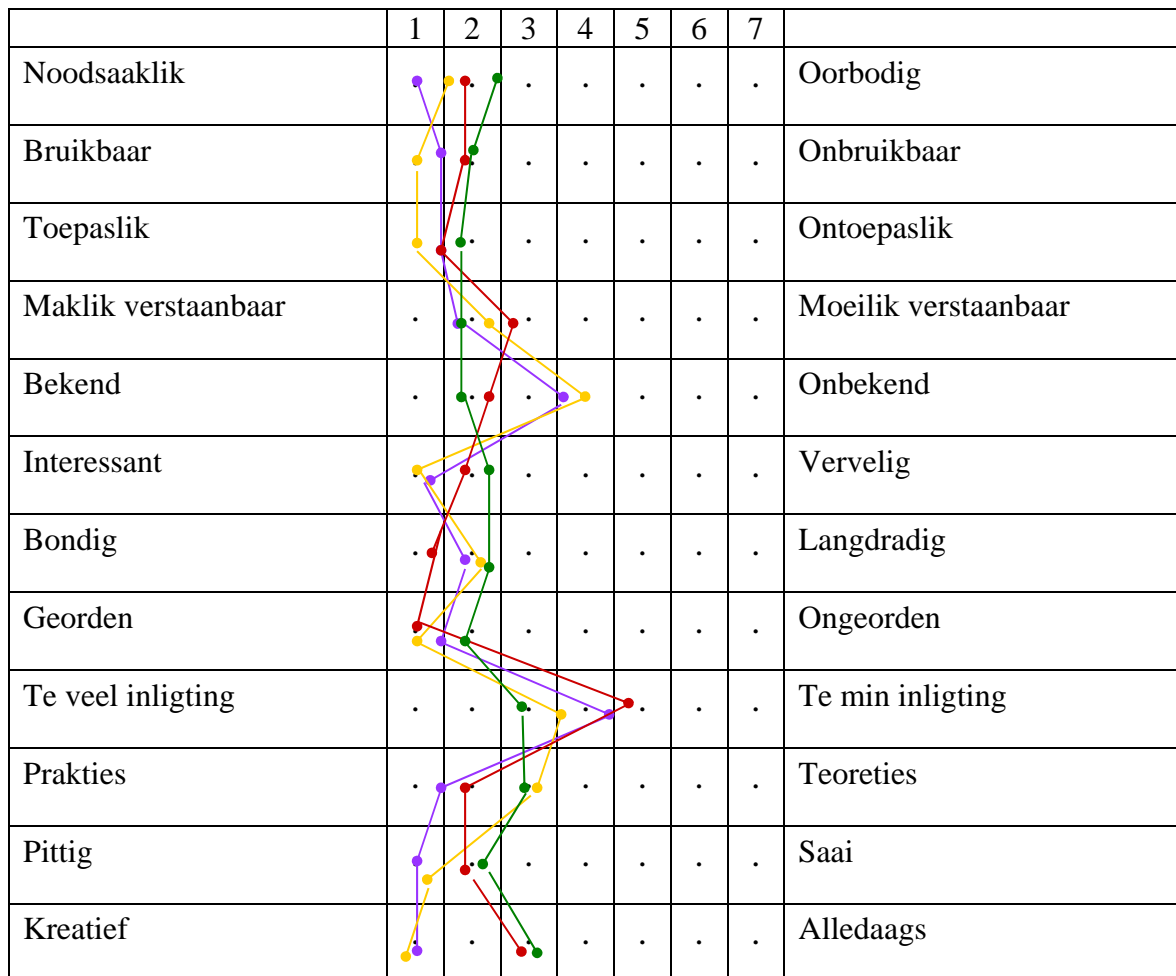 1 2 3 4 5 6 7
Noodsaaklik Oorbodig
Bruikbaar Onbruikbaar
Toepaslik Ontoepaslik
Maklik verstaanbaar Moeilik verstaanbaar
Bekend Onbekend
Interessant Vervelig
Bondig Langdradig
Georden Ongeorden
Te veel inligting Te min inligting
Prakties Teoreties
Pittig Saai
Kreatief Alledaags